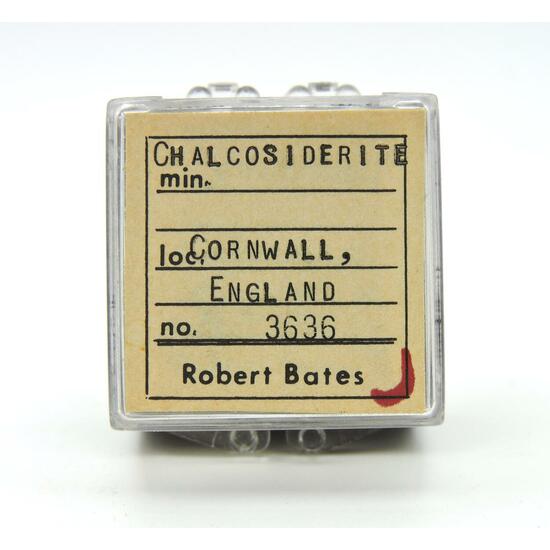 CHALCOSIDERITE
min.
loc. CORNWALL,
ENGLAND
no. 3636
Robert Bates